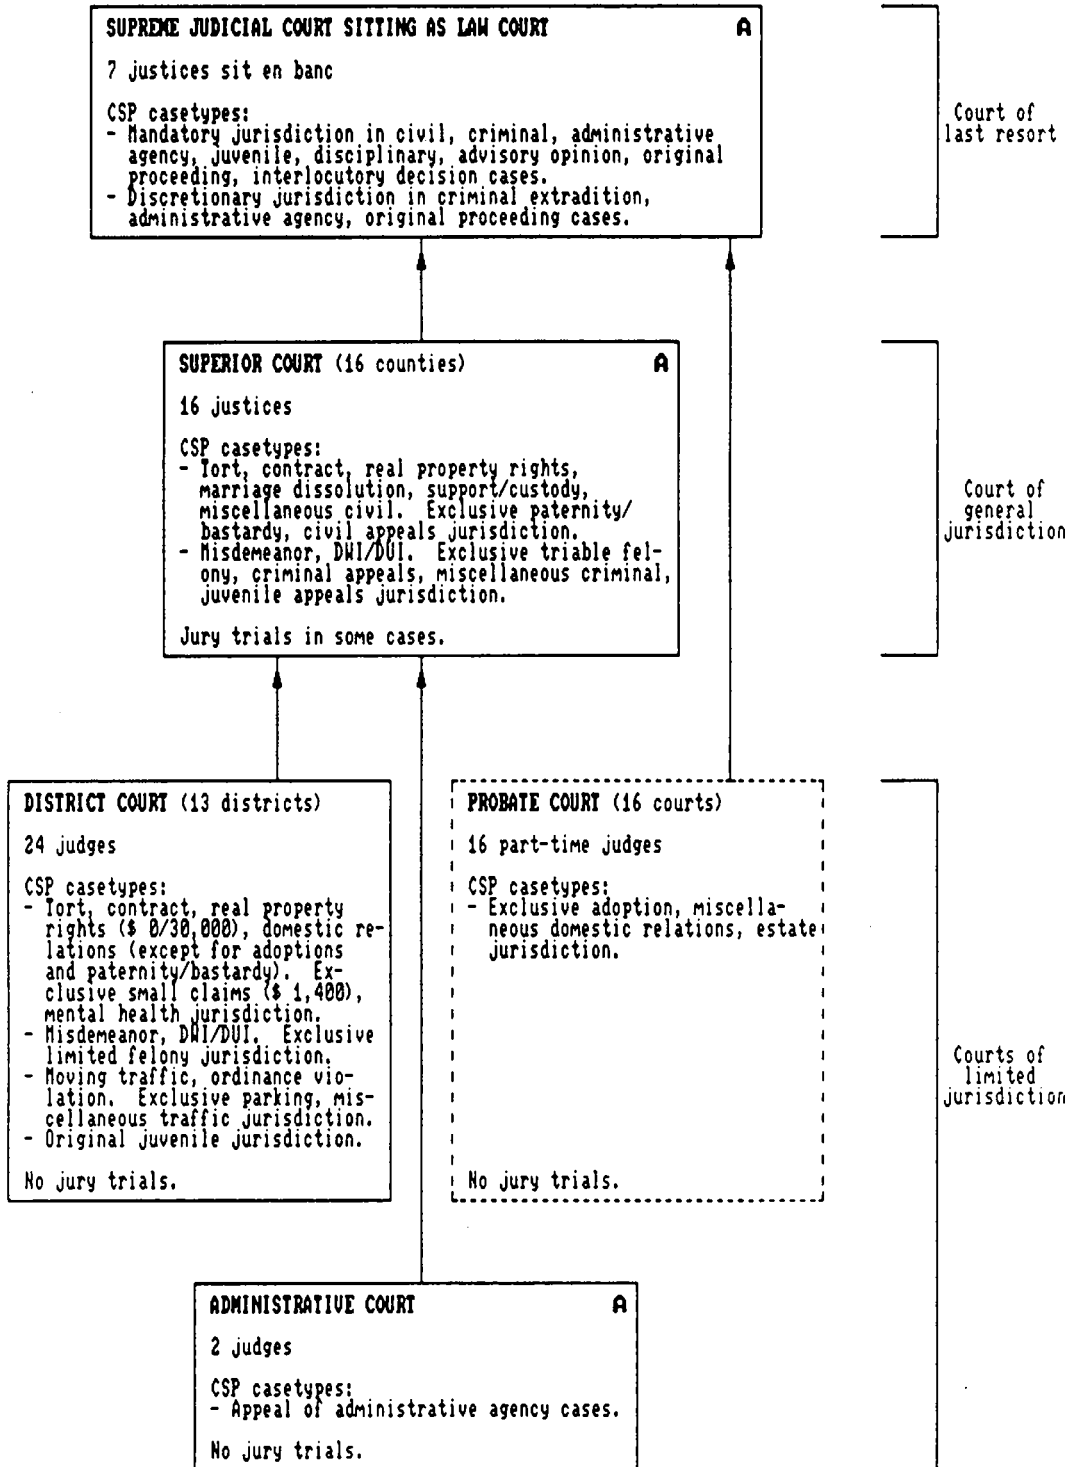 SUPREME JUDICIAL COURT SITTING AS LAW COURT A
7 justices sit en banc
CSP casetypes:
- Mandatory jurisdiction in civil, criminal, administrative
agency, juvenile, disciplinary, advisory opinion, original
proceeding, interlocutory decision cases.
- Discretionary jurisdiction in criminal extradition,
administrative agency, original proceeding cases.
Court of
last resort
SUPERIOR COURT (16 counties) A
16 justices
CSP casetypes:
- Tort, contract, real property rights,
marriage dissolution, support/custody,
miscellaneous civil. Exclusive paternity/
bastardy, civil appeals jurisdiction.
- Misdemeanor, DWI/DUI. Exclusive triable fel-
ony, criminal appeals, miscellaneous criminal,
juvenile appeals jurisdiction.
Jury trials in some cases.
Court of
general
jurisdiction
DISTRICT COURT (13 districts)
24 judges
CSP casetypes:
- Tort, contract, real property
rights ($ 0/30,000), domestic re-
lations (except for adoptions
and paternity/bastardy). Ex-
clusive small claims ($ 1,400),
mental health jurisdiction.
- Misdemeanor, DWI/DUI. Exclusive
limited felony jurisdiction.
- Moving traffic, ordinance vio-
lation. Exclusive parking, mis-
cellaneous traffic jurisdiction.
- Original juvenile jurisdiction.
No jury trials.
PROBATE COURT (16 courts)
16 part-time judges
CSP casetypes:
- Exclusive adoption, miscella-
neous domestic relations, estate
jurisdiction.
No jury trials.
Courts of
limited
jurisdiction
ADMINISTRATIVE COURT A
2 judges
CSP casetypes:
- Appeal of administrative agency cases.
No jury trials.